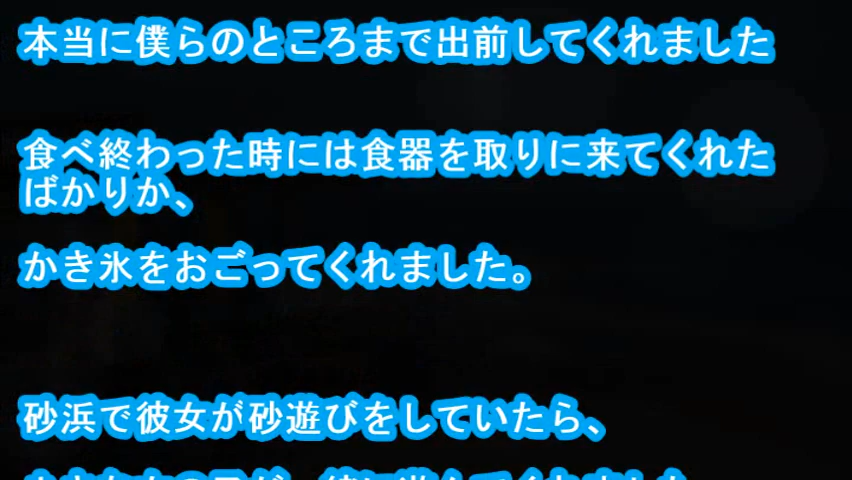 本当に僕らのところまで出前してくれました
食べ終わった時には食器を取りに来てくれた
ばかりか、
かき氷をおごってくれました。
砂浜で彼女が砂遊びをしていたら、